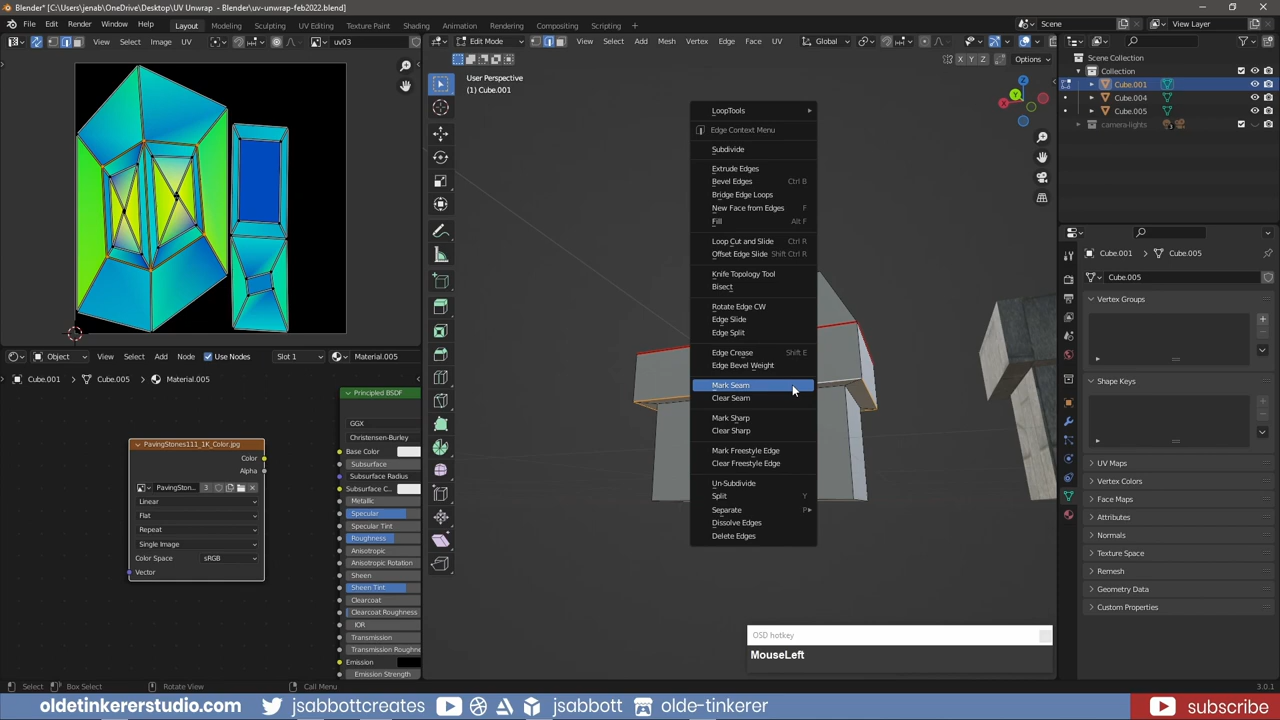 Blender* [C:\Users\jenab\OneDrive\Desktop\UV Unwrap - Blender\uv-unwrap-feb2022.blend]
File Edit Render Window Help Layout Modeling Sculpting UV Editing Texture Paint Shading Animation Rendering Compositing Scripting + Scene View Layer
View Select Image UV uv03
Edit Mode View Select Add Mesh Vertex Edge Face UV Global
X Y Z Options
User Perspective
(1) Cube.001
Scene Collection
Collection
Cube.001
Cube.004
Cube.005
camera-lights
LoopTools
Edge Context Menu
Subdivide
Extrude Edges
Bevel Edges Ctrl B
Bridge Edge Loops
New Face from Edges F
Fill Alt F
Loop Cut and Slide Ctrl R
Offset Edge Slide Shift Ctrl R
Knife Topology Tool
Bisect
Rotate Edge CW
Edge Slide
Edge Split
Edge Crease Shift E
Edge Bevel Weight
Mark Seam
Clear Seam
Mark Sharp
Clear Sharp
Mark Freestyle Edge
Clear Freestyle Edge
Un-Subdivide
Split
Separate P
Dissolve Edges
Delete Edges
Cube.001 Cube.005
Cube.005
Vertex Groups
Shape Keys
UV Maps
Vertex Colors
Face Maps
Attributes
Normals
Texture Space
Remesh
Geometry Data
Custom Properties
Object View Select Add Node Use Nodes Slot 1 Material.005
Cube.001 Cube.005 Material.005
PavingStones111_1K_Color.jpg
Color
Alpha
PavingSton... 3
Linear
Flat
Repeat
Single Image
Color Space sRGB
Vector
Principled BSDF
GGX
Christensen-Burley
Base Color
Subsurface
Subsurface R
Subsurface C...
Metallic
Specular
Specular Tint
Roughness
Anisotropic
Anisotropic Rotation
Sheen
Sheen Tint
Clearcoat
Clearcoat Roughness
IOR
Transmission
Transmission Roughn
Emission
Emission Strength
OSD hotkey
MouseLeft
Select Box Select Rotate View Call Menu 3.0.1
oldetinkererstudio.com jsabbottcreates jsabbott olde-tinkerer subscribe